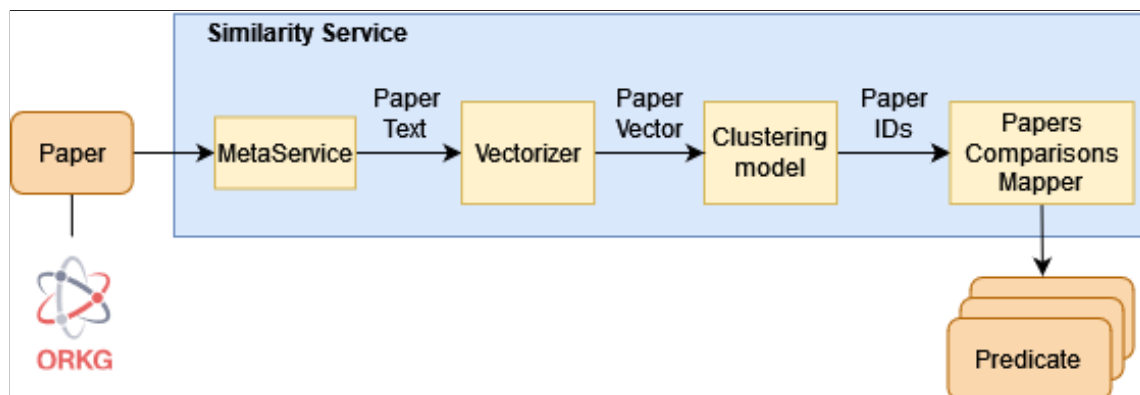 Similarity Service
Paper
MetaService
Paper
Text
Vectorizer
Paper
Vector
Clustering
model
Paper
IDs
Papers
Comparisons
Mapper
ORKG
Predicate